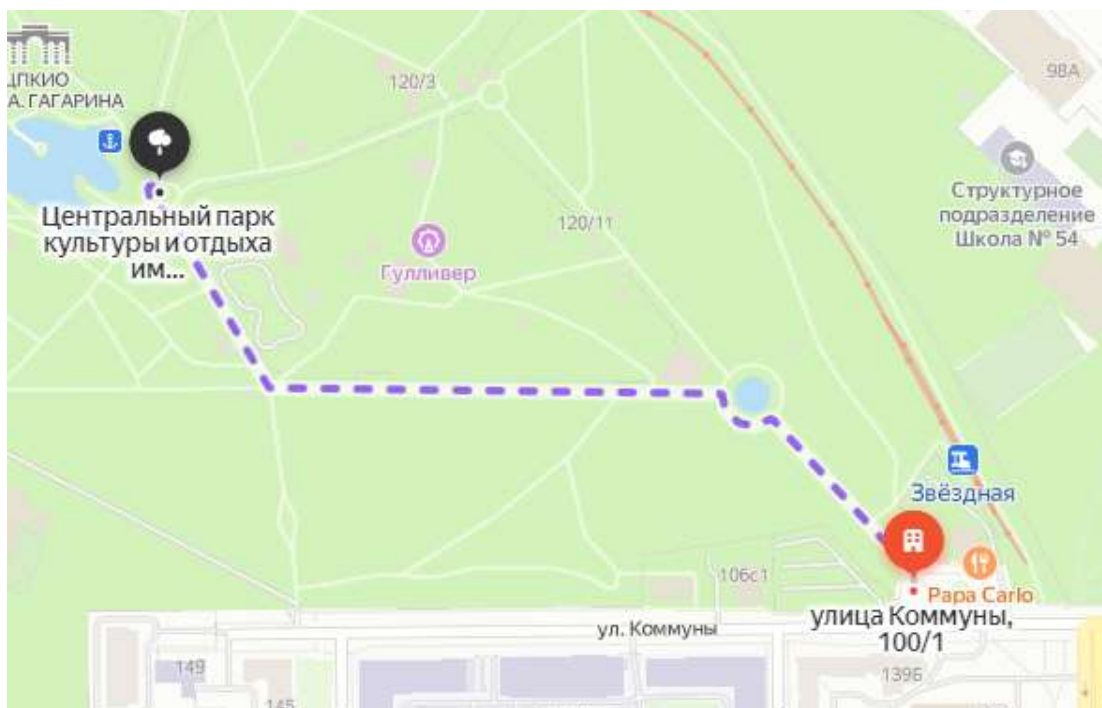 ЦПКИО
А. ГАГАРИНА
120/3
98А
Структурное
подразделение
Школа № 54
Центральный парк
культуры и отдыха
им...
120/11
Гулливер
Звёздная
106с1
Papa Carlo
улица Коммуны,
100/1
ул. Коммуны
149
139Б
145